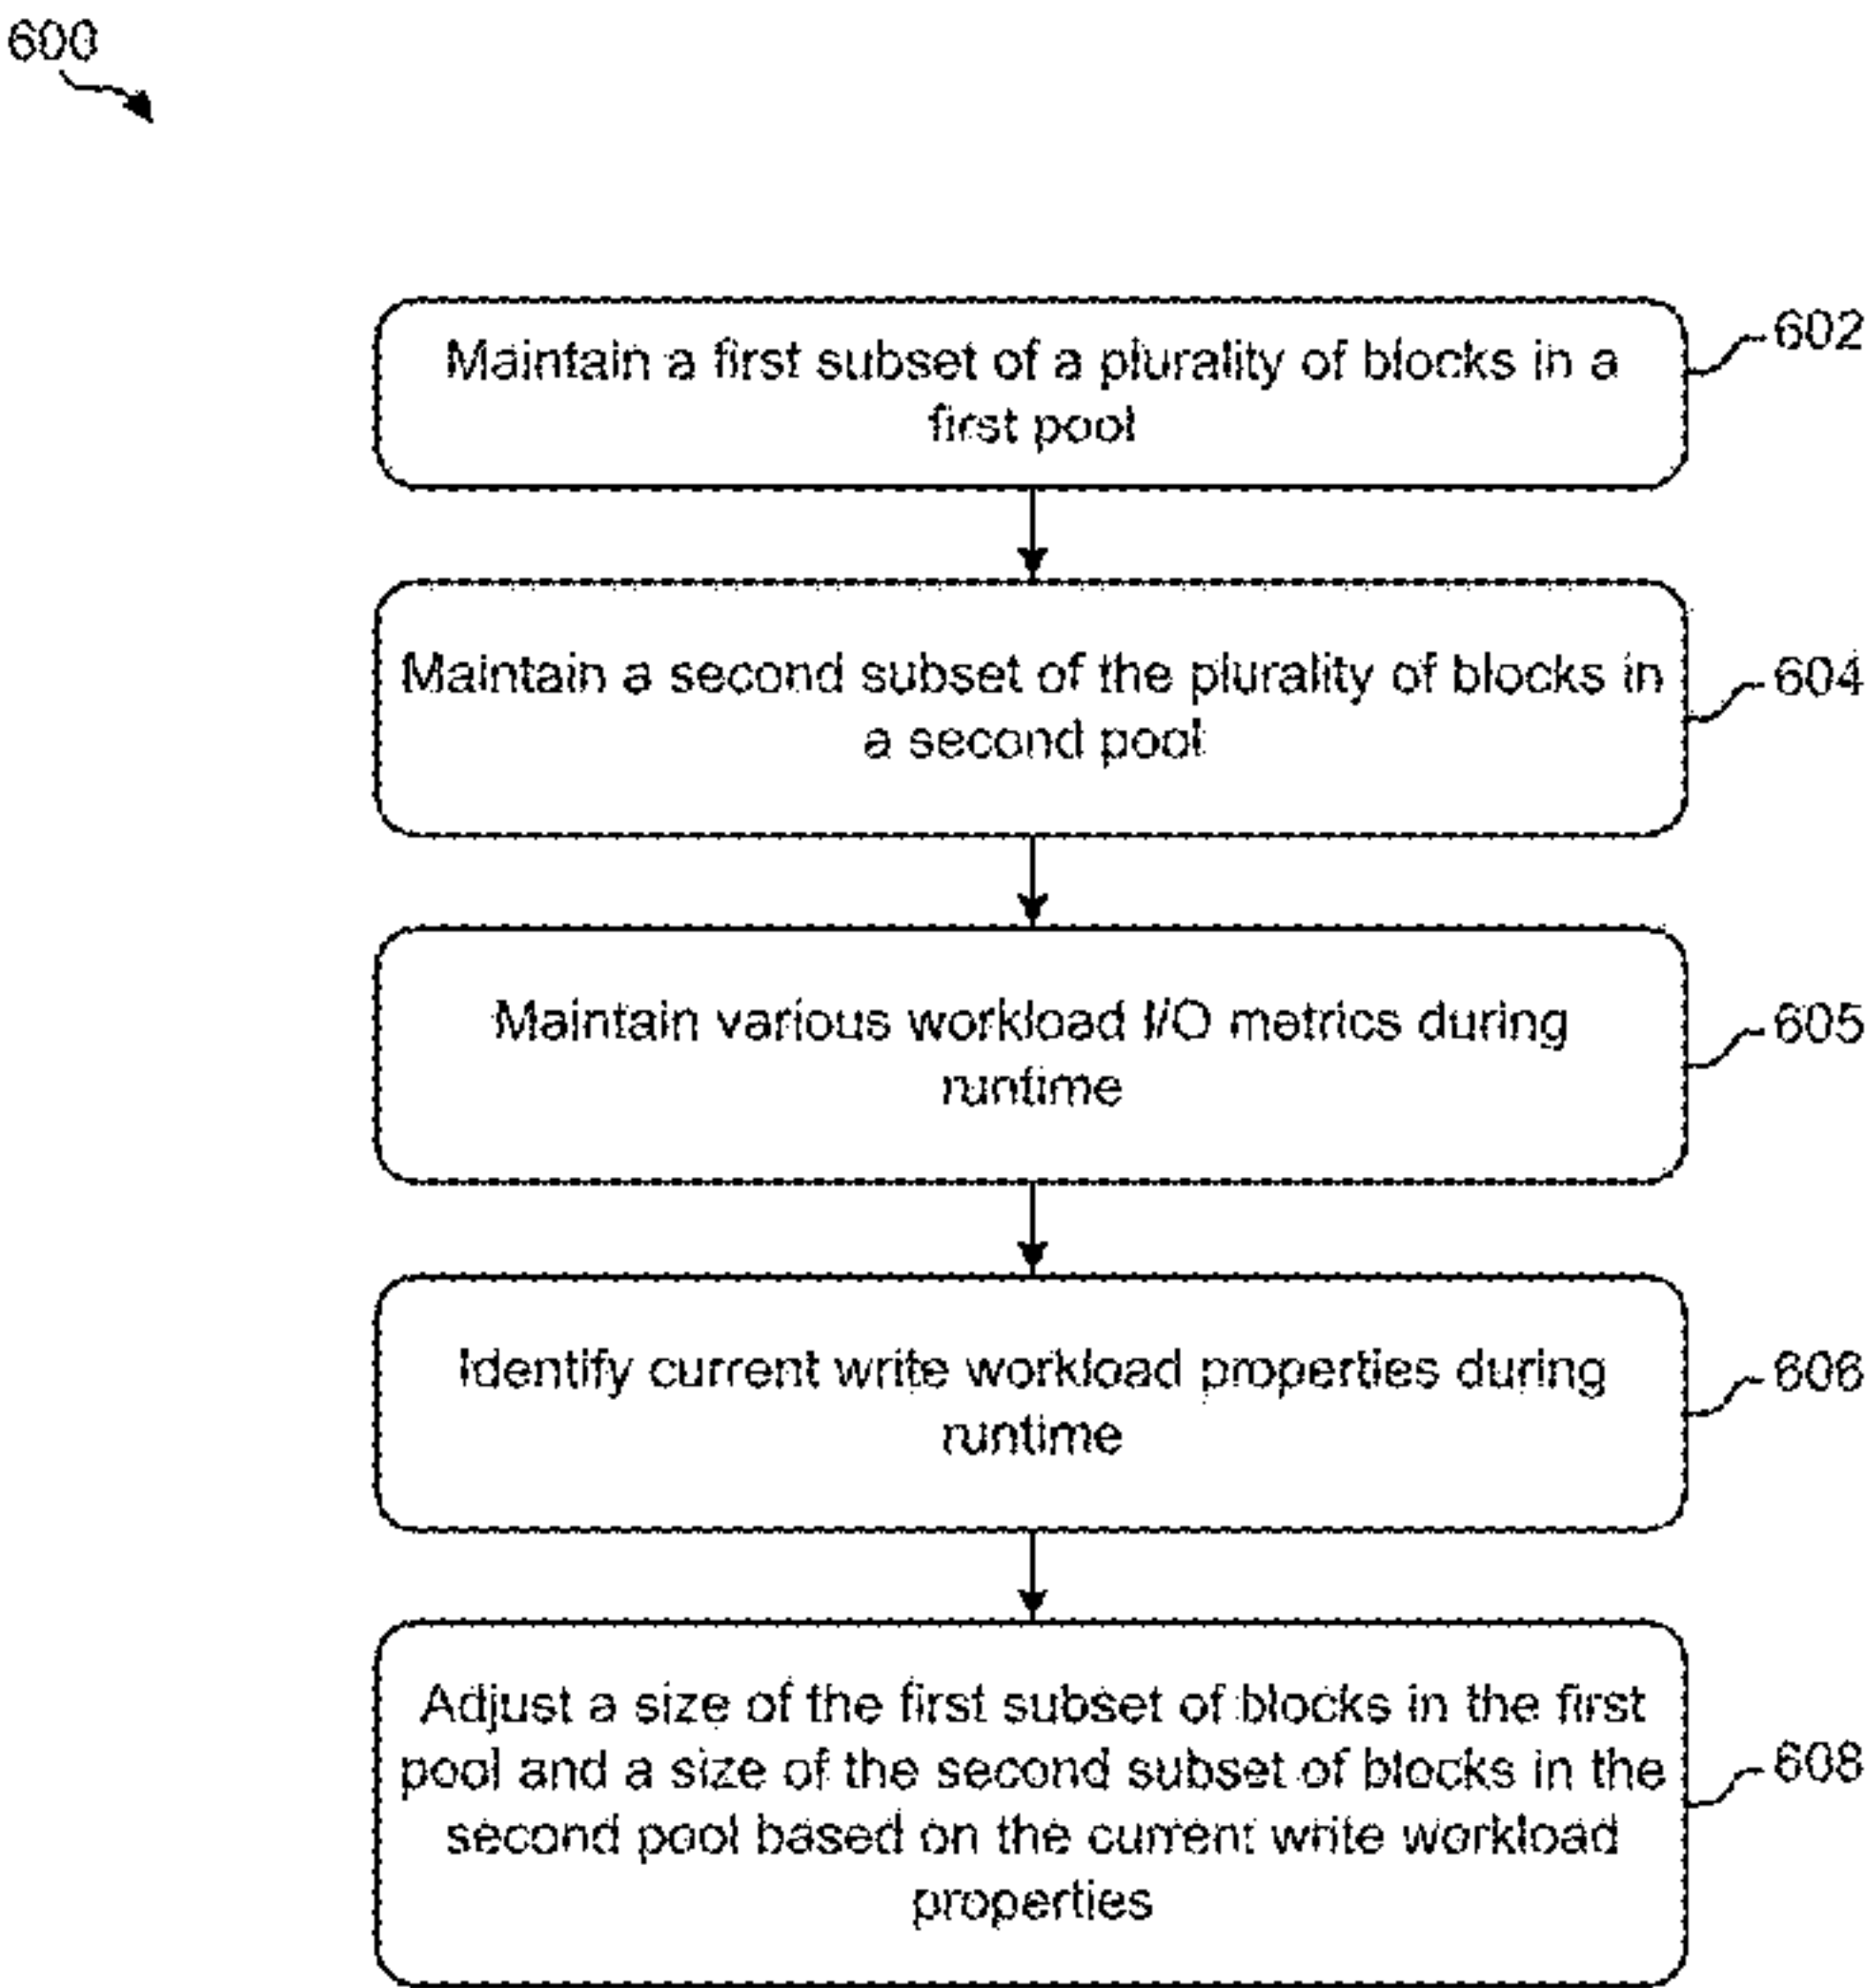 600
Maintain a first subset of a plurality of blocks in a
first pool
602
Maintain a second subset of the plurality of blocks in
a second pool
604
Maintain various workload I/O metrics during
runtime
605
Identify current write workload properties during
runtime
606
Adjust a size of the first subset of blocks in the first
pool and a size of the second subset of blocks in the
second pool based on the current write workload
properties
608